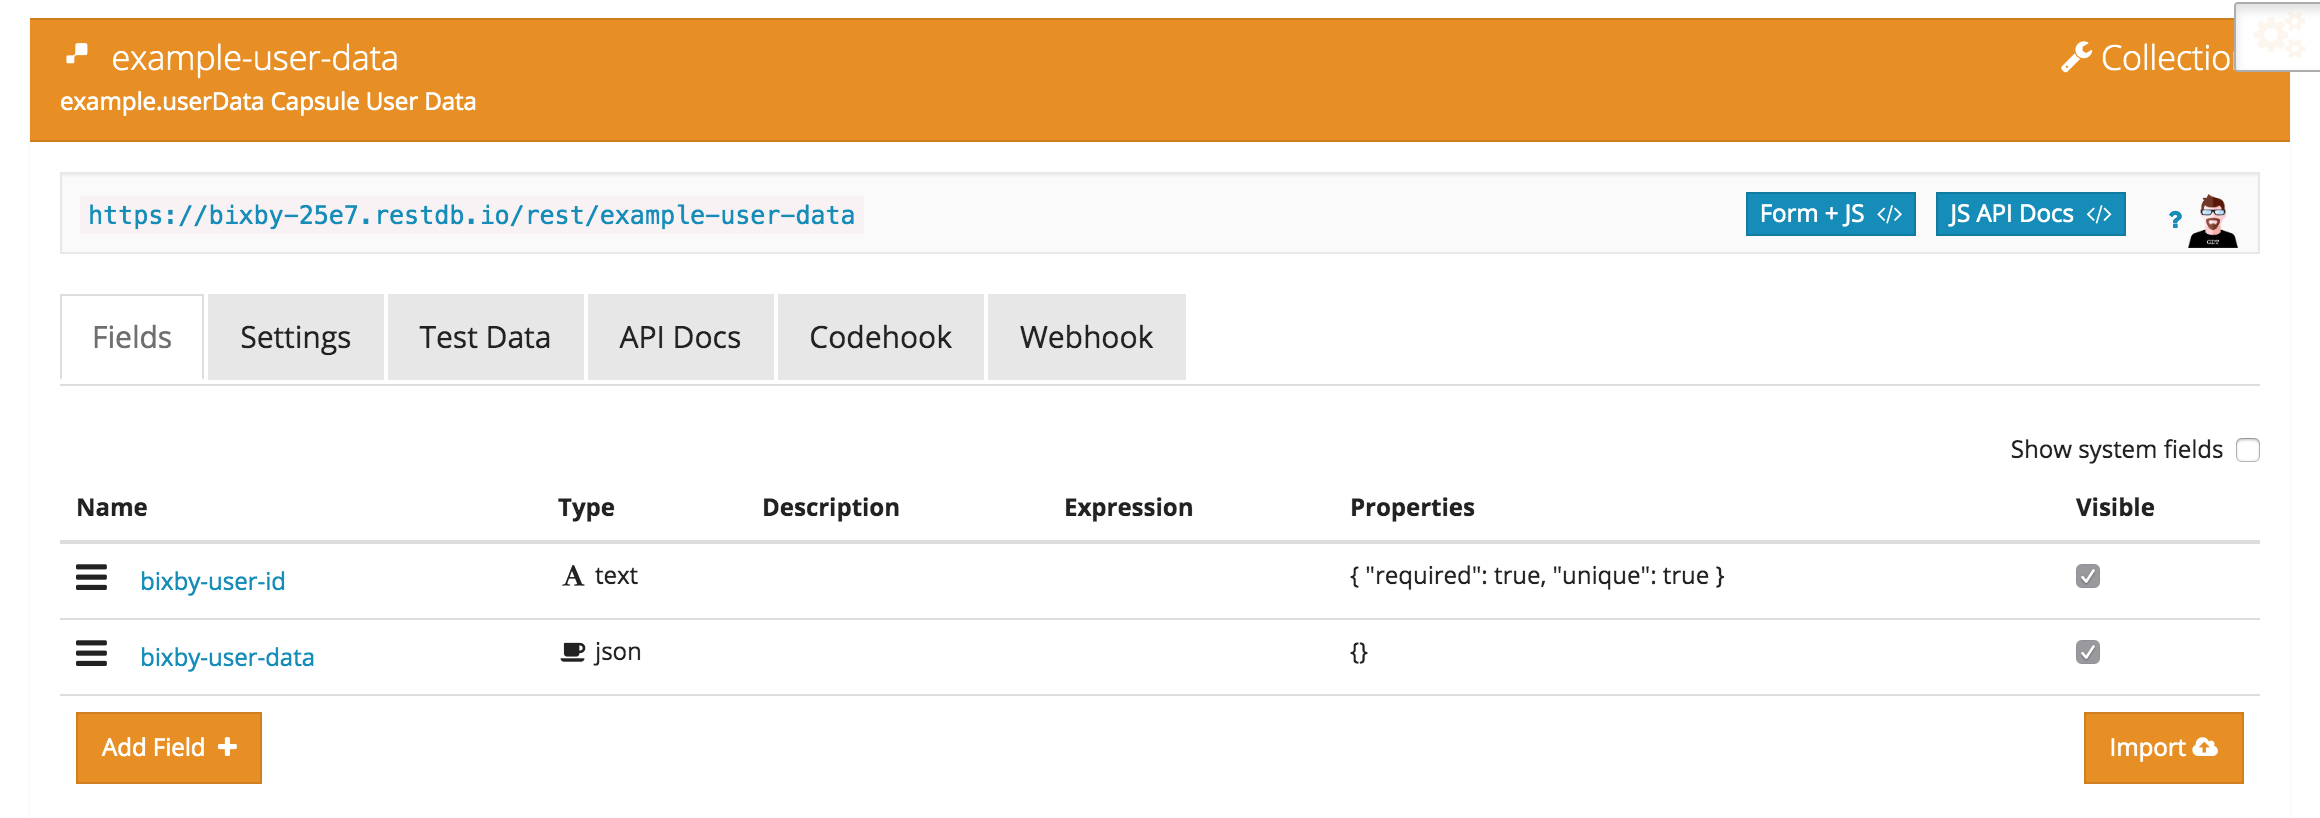 example-user-data
Collectio
example.userData Capsule User Data
https://bixby-25e7.restdb.io/rest/example-user-data
Form + JS </>
JS API Docs </>
?
Fields Settings Test Data API Docs Codehook Webhook
Show system fields
Name Type Description Expression Properties Visible
bixby-user-id A text { "required": true, "unique": true }
bixby-user-data json {}
Add Field +
Import